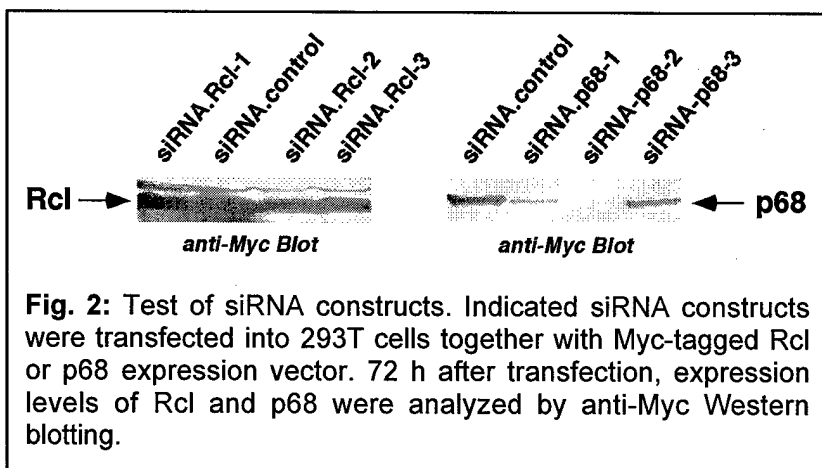 siRNA.Rcl-1
siRNA.control
siRNA.Rcl-2
siRNA.Rcl-3
siRNA.control
siRNA.p68-1
siRNA-p68-2
siRNA-p68-3
Rcl
p68
anti-Myc Blot
anti-Myc Blot
Fig. 2: Test of siRNA constructs. Indicated siRNA constructs
were transfected into 293T cells together with Myc-tagged Rcl
or p68 expression vector. 72 h after transfection, expression
levels of Rcl and p68 were analyzed by anti-Myc Western
blotting.